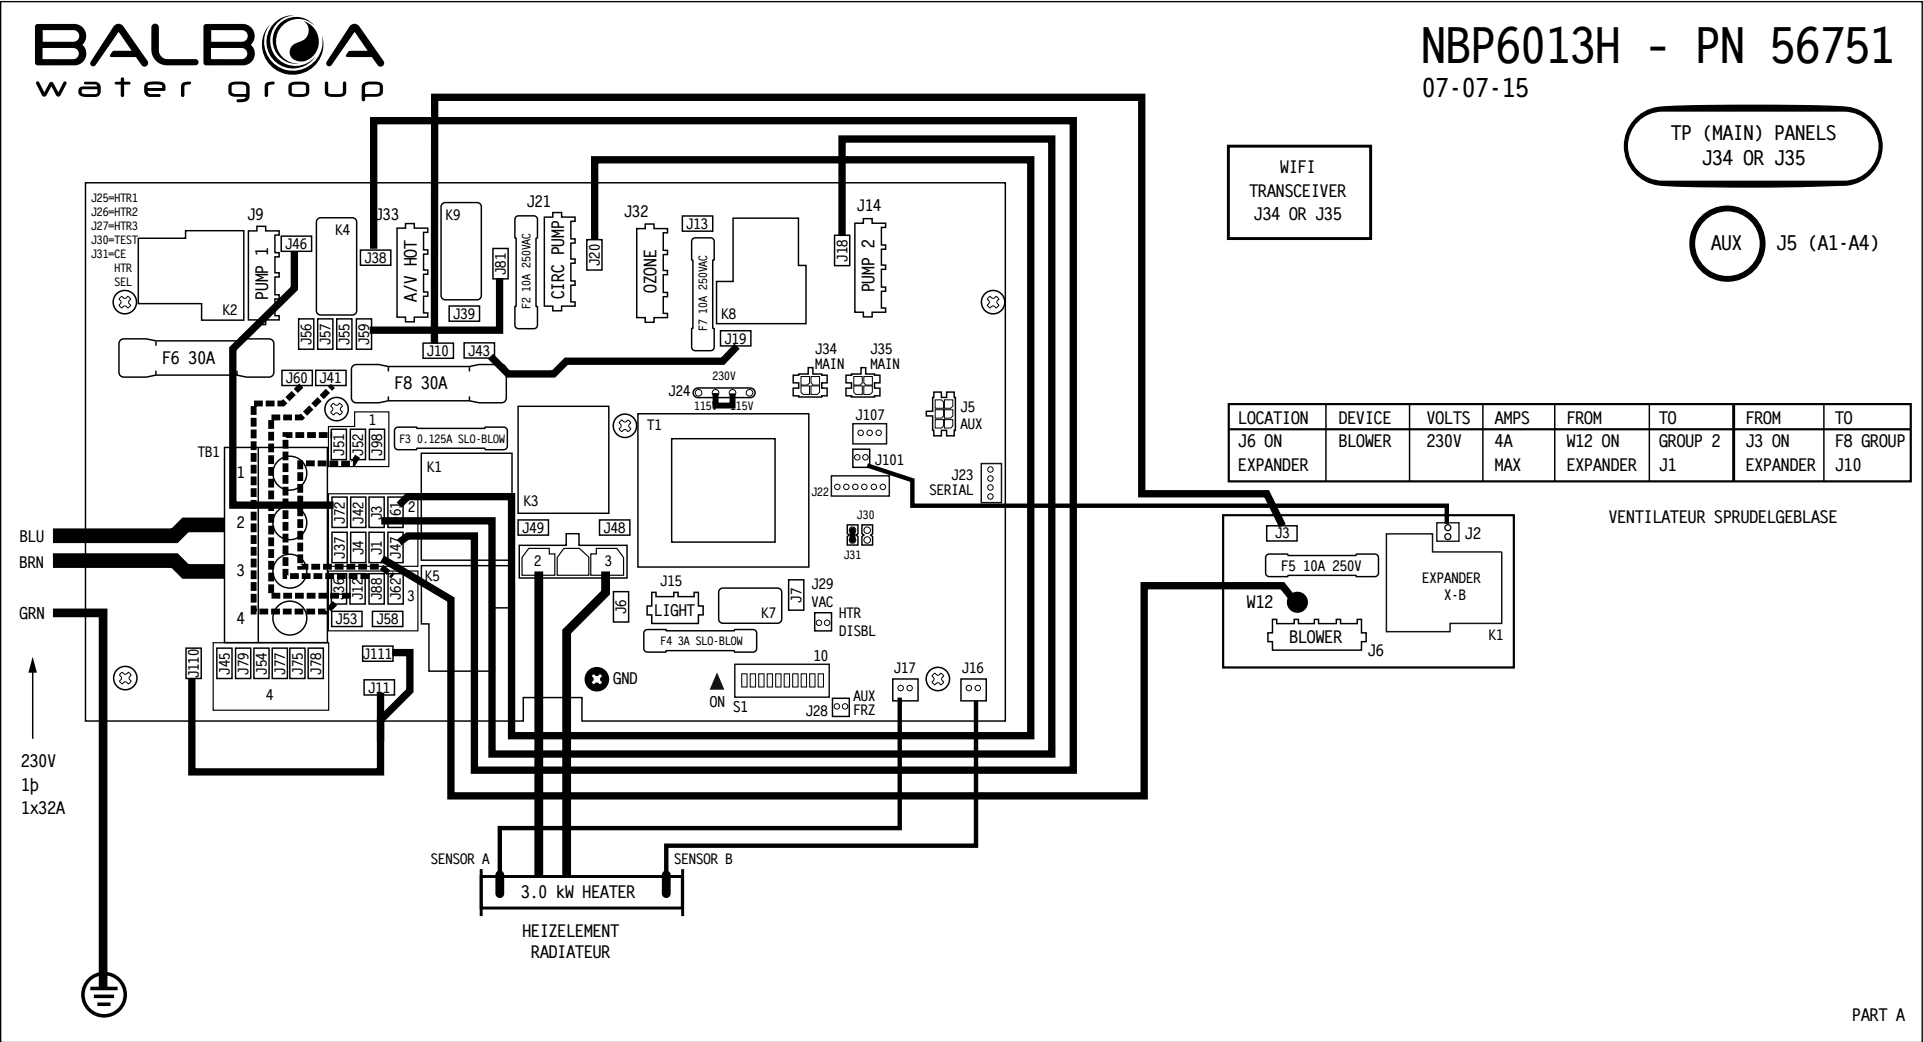 BALBOA
water group
NBP6013H - PN 56751
07-07-15
TP (MAIN) PANELS
J34 OR J35
WIFI
TRANSCEIVER
J34 OR J35
AUX
J5 (A1-A4)
J25=HTR1
J26=HTR2
J27=HTR3
J30=TEST
J31=CE
HTR
SEL
K2
J9
PUMP 1
J46
K4
J38
J33
A/V HOT
K9
J39
J81
J21
F2 10A 250VAC
CIRC PUMP
J20
J32
OZONE
J13
F7 10A 250VAC
K8
J19
J18
J14
PUMP 2
J56
J57
J55
J59
J10
J43
F6 30A
J60
J41
F8 30A
J34
MAIN
J35
MAIN
230V
J24
115V
115V
J5
AUX
J107
J101
J22
J23
SERIAL
J30
J31
T1
1
J51
J52
J98
F3 0.125A SLO-BLOW
TB1
1
2
3
4
K1
K3
J72
J42
J3
J61
2
J37
J4
J1
J47
K5
J36
J12
J88
J62
3
J53
J58
J49
J48
2
3
BLU
BRN
GRN
J6
J15
LIGHT
K7
F4 3A SLO-BLOW
J7
J29
VAC
HTR
DISBL
J110
J45
J79
J54
J77
J75
J78
4
J111
J11
GND
ON
S1
10
J28
AUX
FRZ
J17
J16
230V
1þ
1x32A
SENSOR A
SENSOR B
3.0 kW HEATER
HEIZELEMENT
RADIATEUR
LOCATION DEVICE VOLTS AMPS FROM TO FROM TO
J6 ON BLOWER 230V 4A W12 ON GROUP 2 J3 ON F8 GROUP
EXPANDER MAX EXPANDER J1 EXPANDER J10
VENTILATEUR SPRUDELGEBLASE
J3
J2
F5 10A 250V
EXPANDER
X-B
W12
BLOWER
J6
K1
PART A